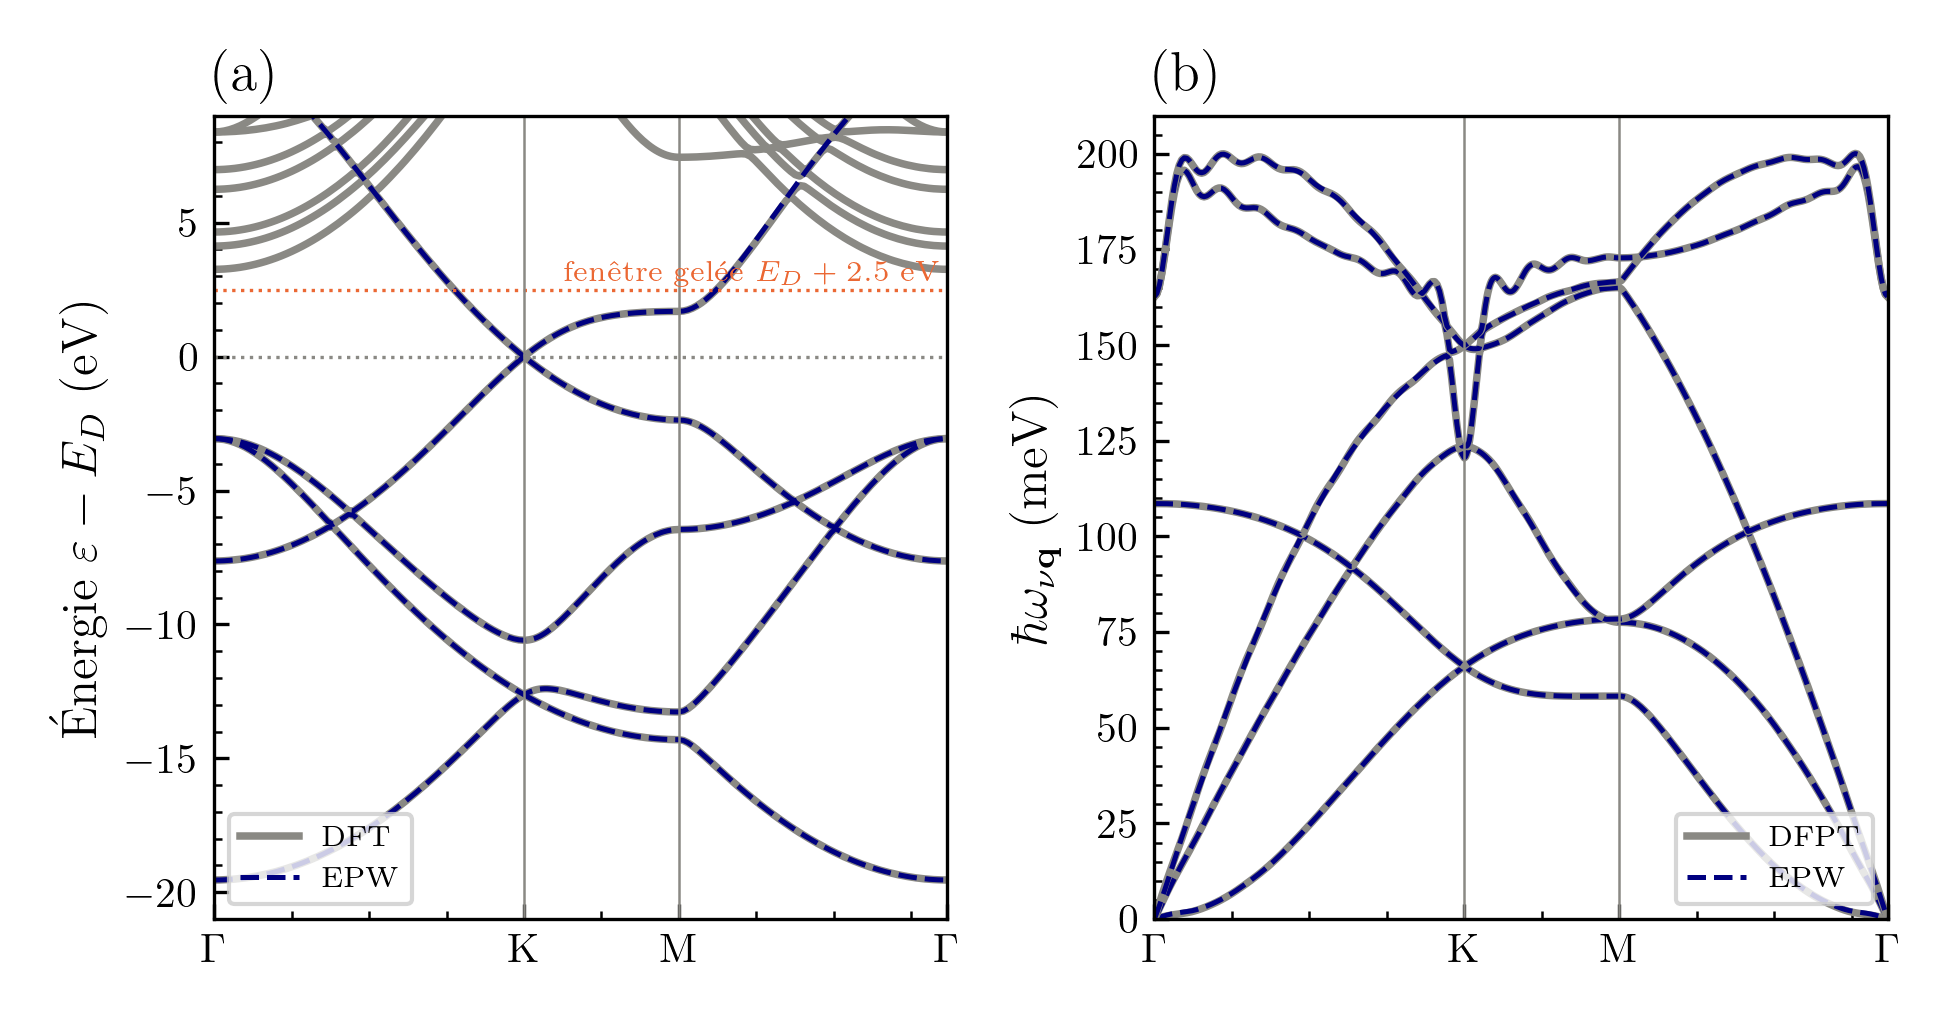 (a)
Énergie ε − E_D (eV)
5
0
−5
−10
−15
−20
fenêtre gelée E_D + 2.5 eV
DFT
EPW
Γ
K
M
Γ
(b)
ħω_νq (meV)
200
175
150
125
100
75
50
25
0
DFPT
EPW
Γ
K
M
Γ